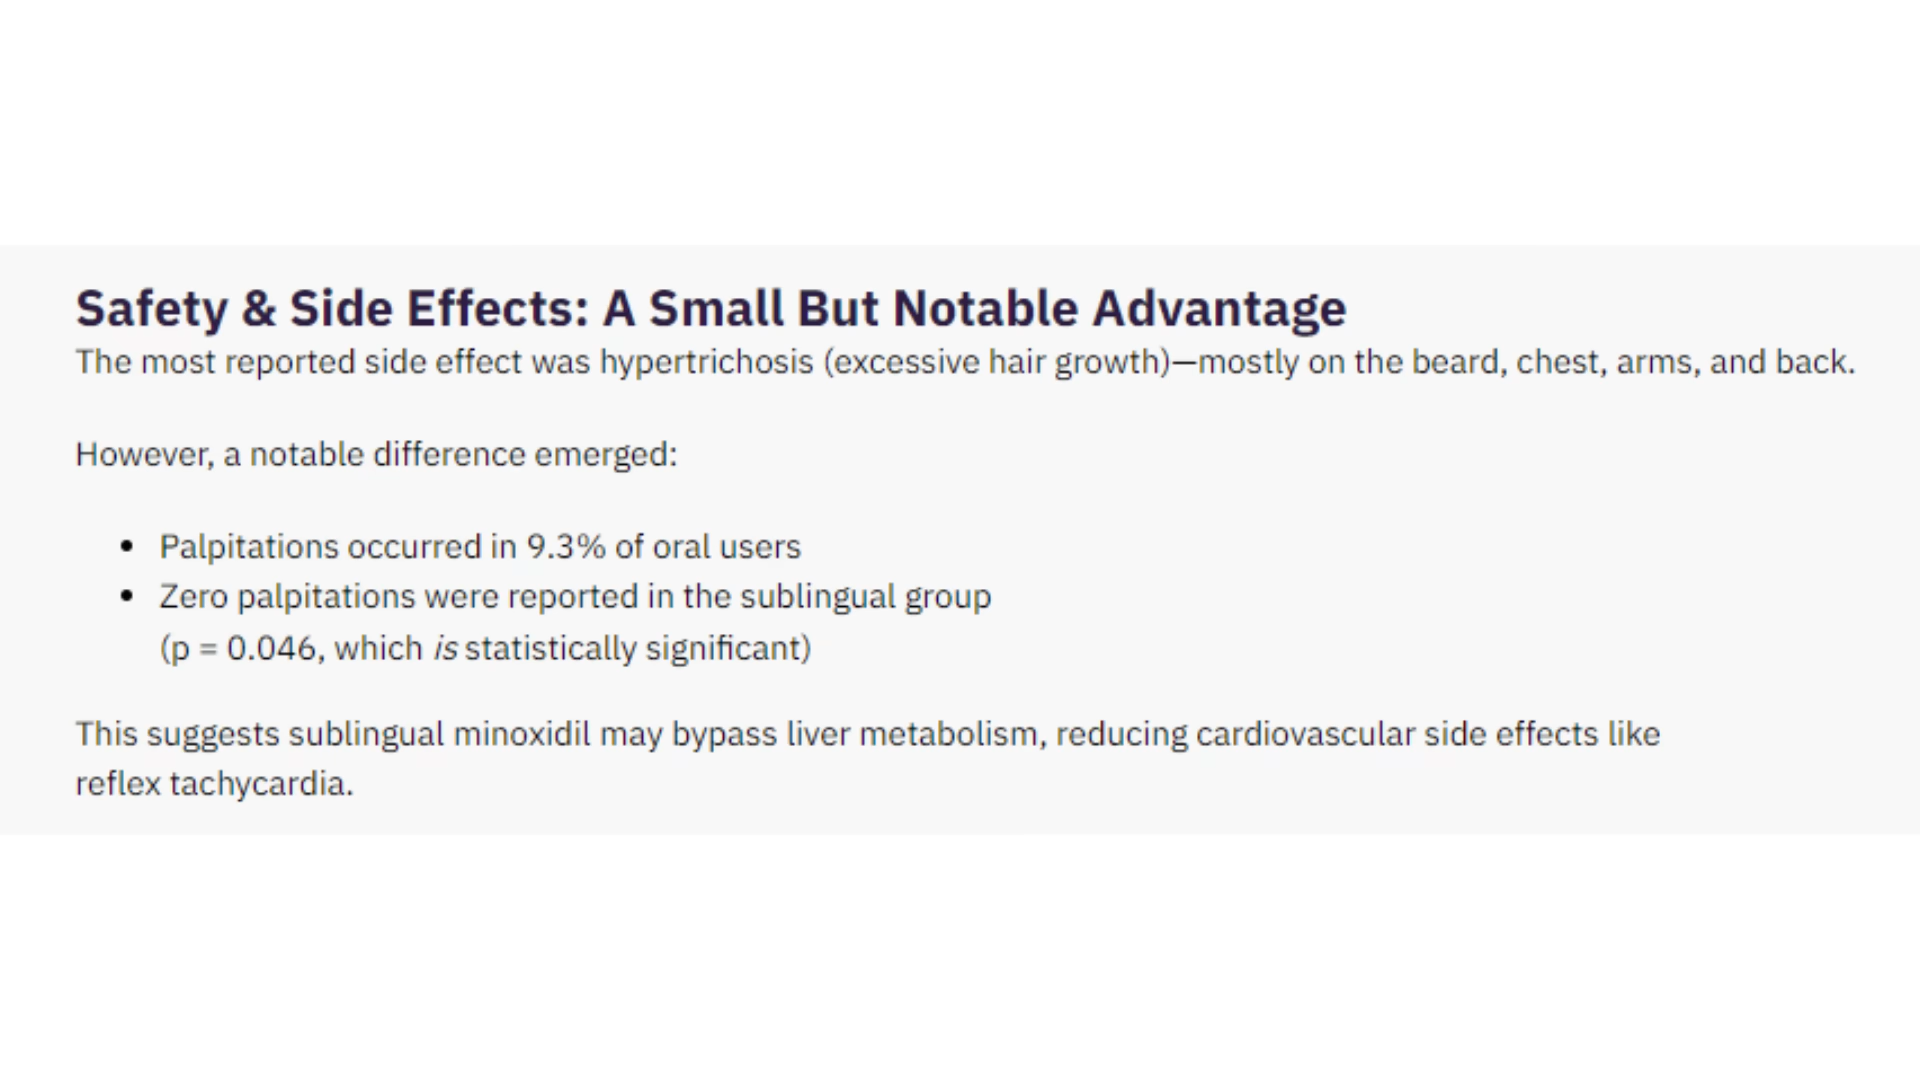 Safety & Side Effects: A Small But Notable Advantage
The most reported side effect was hypertrichosis (excessive hair growth)—mostly on the beard, chest, arms, and back.
However, a notable difference emerged:
• Palpitations occurred in 9.3% of oral users
• Zero palpitations were reported in the sublingual group
(p = 0.046, which is statistically significant)
This suggests sublingual minoxidil may bypass liver metabolism, reducing cardiovascular side effects like
reflex tachycardia.